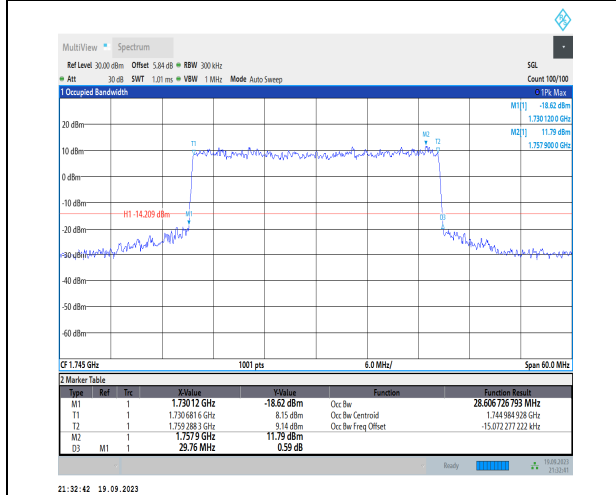 MultiView Spectrum
Ref Level 30.00 dBm Offset 5.84 dB RBW 300 kHz SGL
Att 30 dB SWT 1.01 ms VBW 1 MHz Mode Auto Sweep Count 100/100
1 Occupied Bandwidth 1Pk Max
M1[1] -18.62 dBm
1.730 120 0 GHz
20 dBm
M2[1] 11.79 dBm
1.757 900 0 GHz
M2
T1 T2
10 dBm
0 dBm
-10 dBm
H1 -14.209 dBm M1
D3
-20 dBm
-30 dBm
-40 dBm
-50 dBm
-60 dBm
CF 1.745 GHz 1001 pts 6.0 MHz/ Span 60.0 MHz
2 Marker Table
Type Ref Trc X-Value Y-Value Function Function Result
M1 1 1.73012 GHz -18.62 dBm Occ Bw 28.606 726 793 MHz
T1 1 1.730 681 6 GHz 8.15 dBm Occ Bw Centroid 1.744 984 928 GHz
T2 1 1.759 288 3 GHz 9.14 dBm Occ Bw Freq Offset -15.072 277 222 kHz
M2 1 1.7579 GHz 11.79 dBm
D3 M1 1 29.76 MHz 0.59 dB
Ready 19.09.2023
21:32:41
21:32:42 19.09.2023